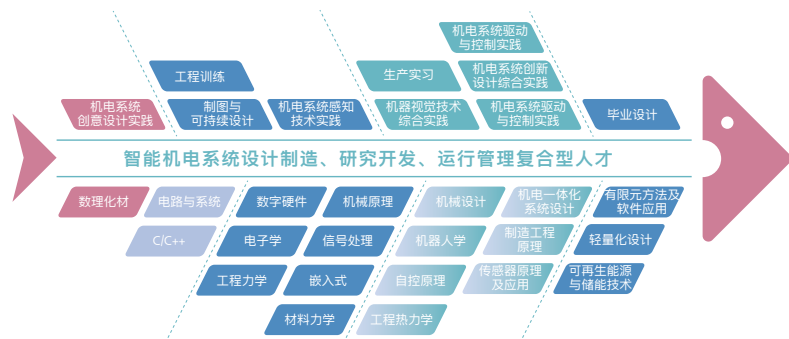 机电系统驱动
与控制实践
工程训练
生产实习
机电系统创新
设计综合实践
机电系统
创意设计实践
制图与
可持续设计
机电系统感知
技术实践
机器视觉技术
综合实践
机电系统驱动
与控制实践
毕业设计
智能机电系统设计制造、研究开发、运行管理复合型人才
数理化材
电路与系统
数字硬件
机械原理
机械设计
机电一体化
系统设计
有限元方法及
软件应用
C/C++
电子学
信号处理
机器人学
制造工程
原理
轻量化设计
工程力学
嵌入式
自控原理
传感器原理
及应用
可再生能源
与储能技术
材料力学
工程热力学